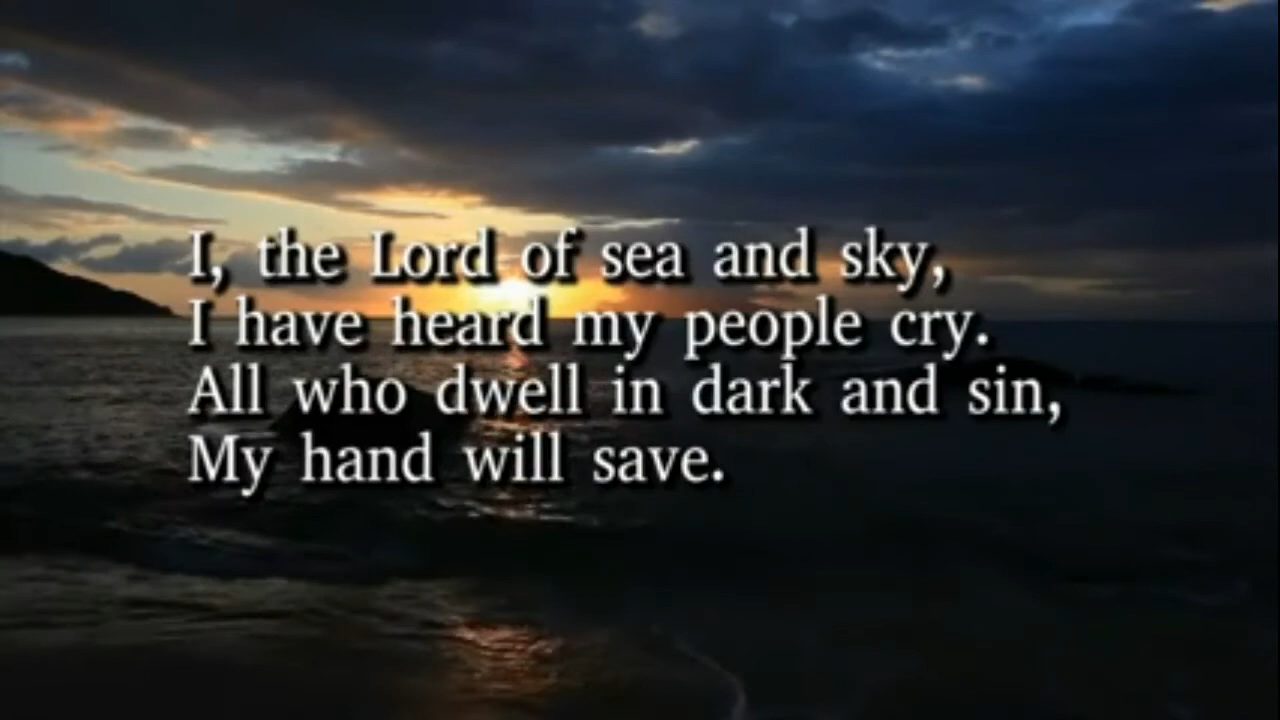 I, the Lord of sea and sky,
I have heard my people cry.
All who dwell in dark and sin,
My hand will save.